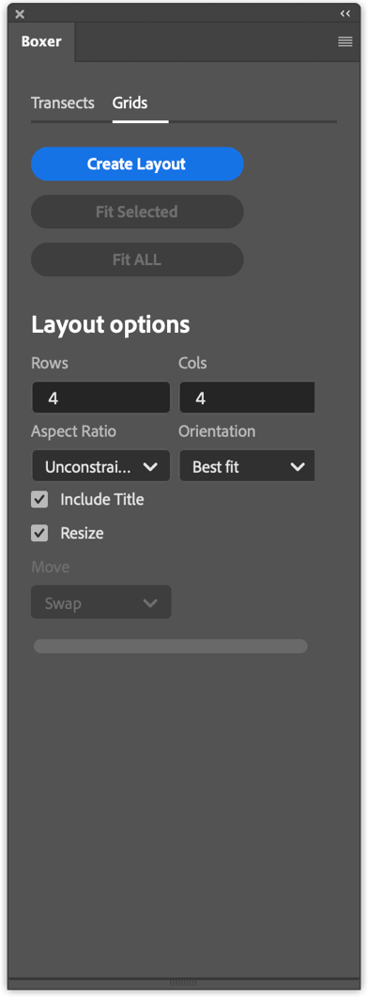 Boxer
Transects Grids
Create Layout
Fit Selected
Fit ALL
Layout options
Rows Cols
4 4
Aspect Ratio Orientation
Unconstrai... Best fit
Include Title
Resize
Move
Swap